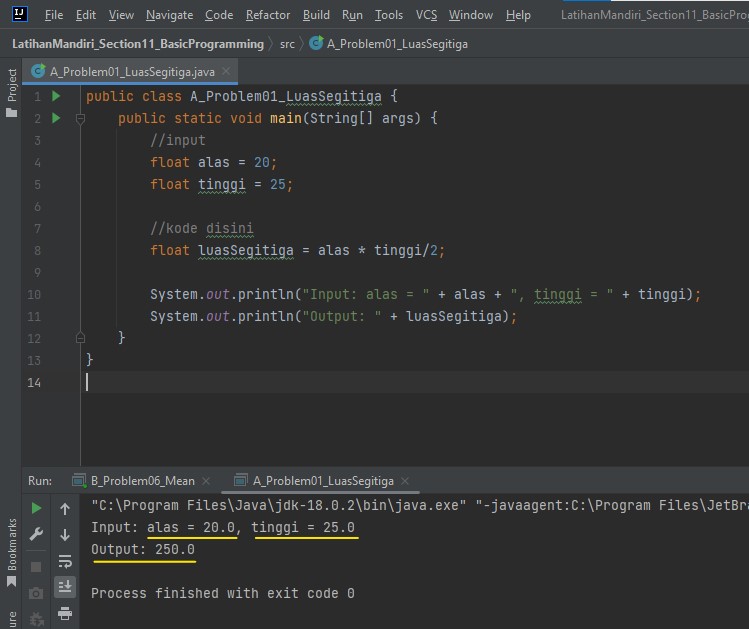 File Edit View Navigate Code Refactor Build Run Tools VCS Window Help LatihanMandiri_Section11_BasicPro
LatihanMandiri_Section11_BasicProgramming src A_Problem01_LuasSegitiga
A_Problem01_LuasSegitiga.java
Project
1 public class A_Problem01_LuasSegitiga {
2 public static void main(String[] args) {
3 //input
4 float alas = 20;
5 float tinggi = 25;
6
7 //kode disini
8 float luasSegitiga = alas * tinggi/2;
9
10 System.out.println("Input: alas = " + alas + ", tinggi = " + tinggi);
11 System.out.println("Output: " + luasSegitiga);
12 }
13 }
14
Run: B_Problem06_Mean A_Problem01_LuasSegitiga
"C:\Program Files\Java\jdk-18.0.2\bin\java.exe" "-javaagent:C:\Program Files\JetBra
Input: alas = 20.0, tinggi = 25.0
Output: 250.0
Process finished with exit code 0
Bookmarks
ure